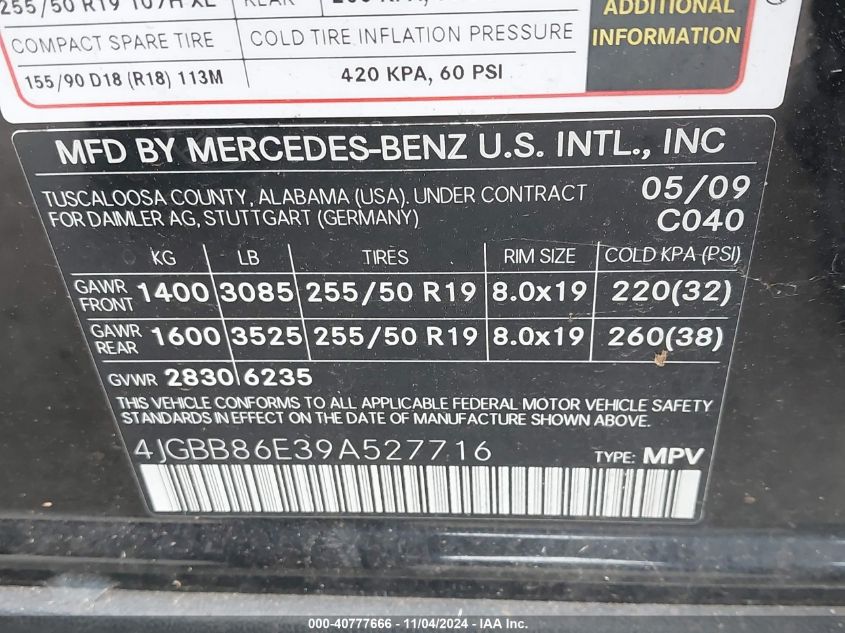 255/50 R19 107H XL REAR
ADDITIONAL
INFORMATION
COMPACT SPARE TIRE COLD TIRE INFLATION PRESSURE
155/90 D18 (R18) 113M 420 KPA, 60 PSI
MFD BY MERCEDES-BENZ U.S. INTL., INC
TUSCALOOSA COUNTY, ALABAMA (USA). UNDER CONTRACT 05/09
FOR DAIMLER AG, STUTTGART (GERMANY) C040
KG LB TIRES RIM SIZE COLD KPA (PSI)
GAWR FRONT 1400 3085 255/50 R19 8.0x19 220(32)
GAWR REAR 1600 3525 255/50 R19 8.0x19 260(38)
GVWR 2830 6235
THIS VEHICLE CONFORMS TO ALL APPLICABLE FEDERAL MOTOR VEHICLE SAFETY
STANDARDS IN EFFECT ON THE DATE OF MANUFACTURE SHOWN ABOVE.
4JGBB86E39A527716 TYPE: MPV
000-40777666 - 11/04/2024 - IAA Inc.